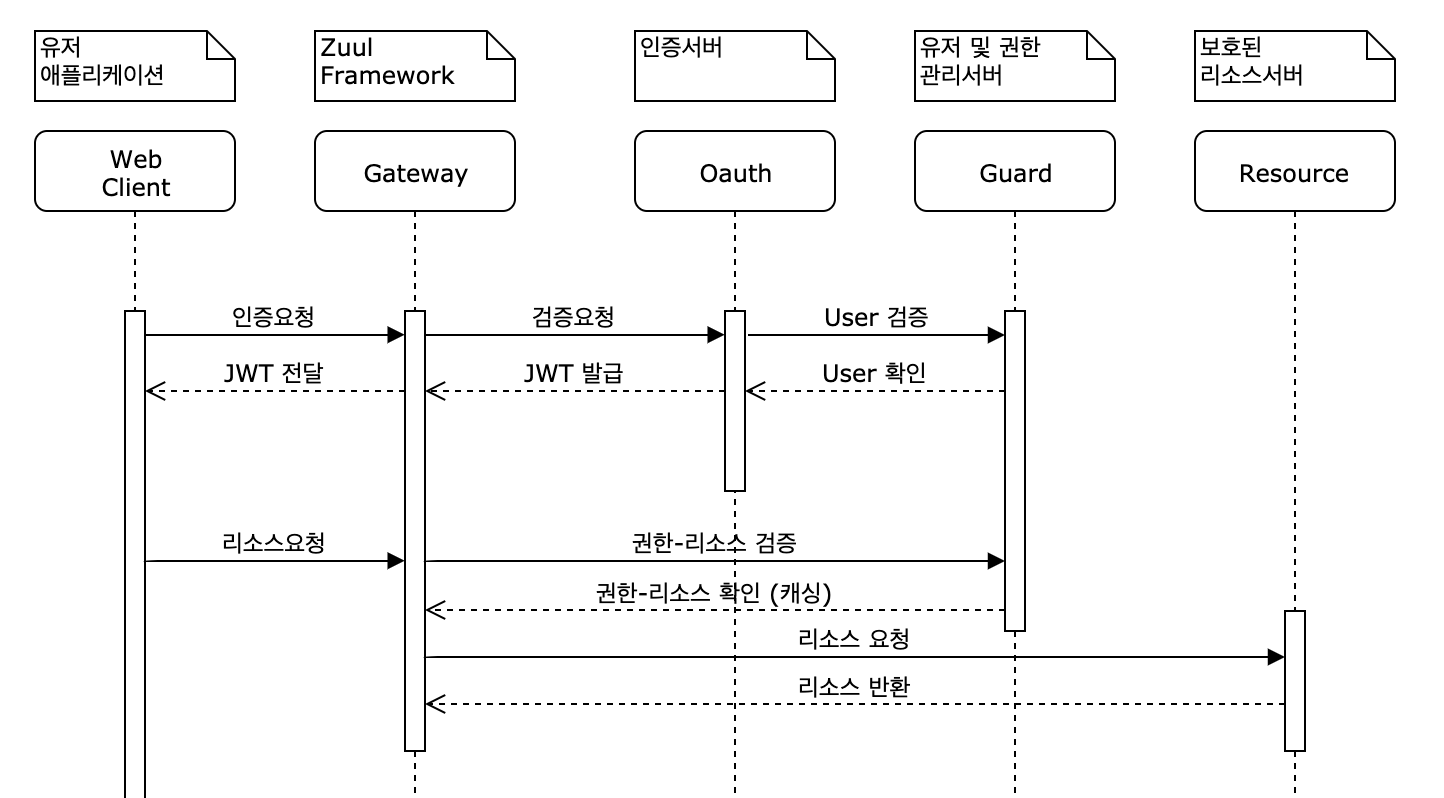 유저
애플리케이션
Zuul
Framework
인증서버
유저 및 권한
관리서버
보호된
리소스서버
Web
Client
Gateway
Oauth
Guard
Resource
인증요청
검증요청
User 검증
JWT 전달
JWT 발급
User 확인
리소스요청
권한-리소스 검증
권한-리소스 확인 (캐싱)
리소스 요청
리소스 반환